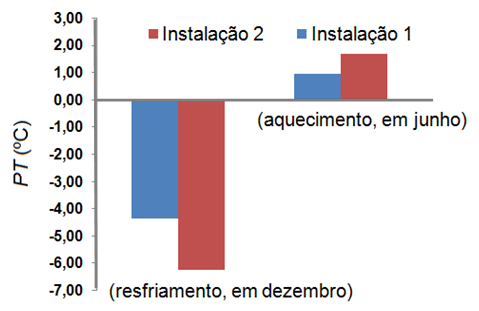 3,00
Instalação 2
Instalação 1
2,00
1,00
0,00
(aquecimento, em junho)
-1,00
-2,00
PT (ºC)
-3,00
-4,00
-5,00
-6,00
-7,00
(resfriamento, em dezembro)